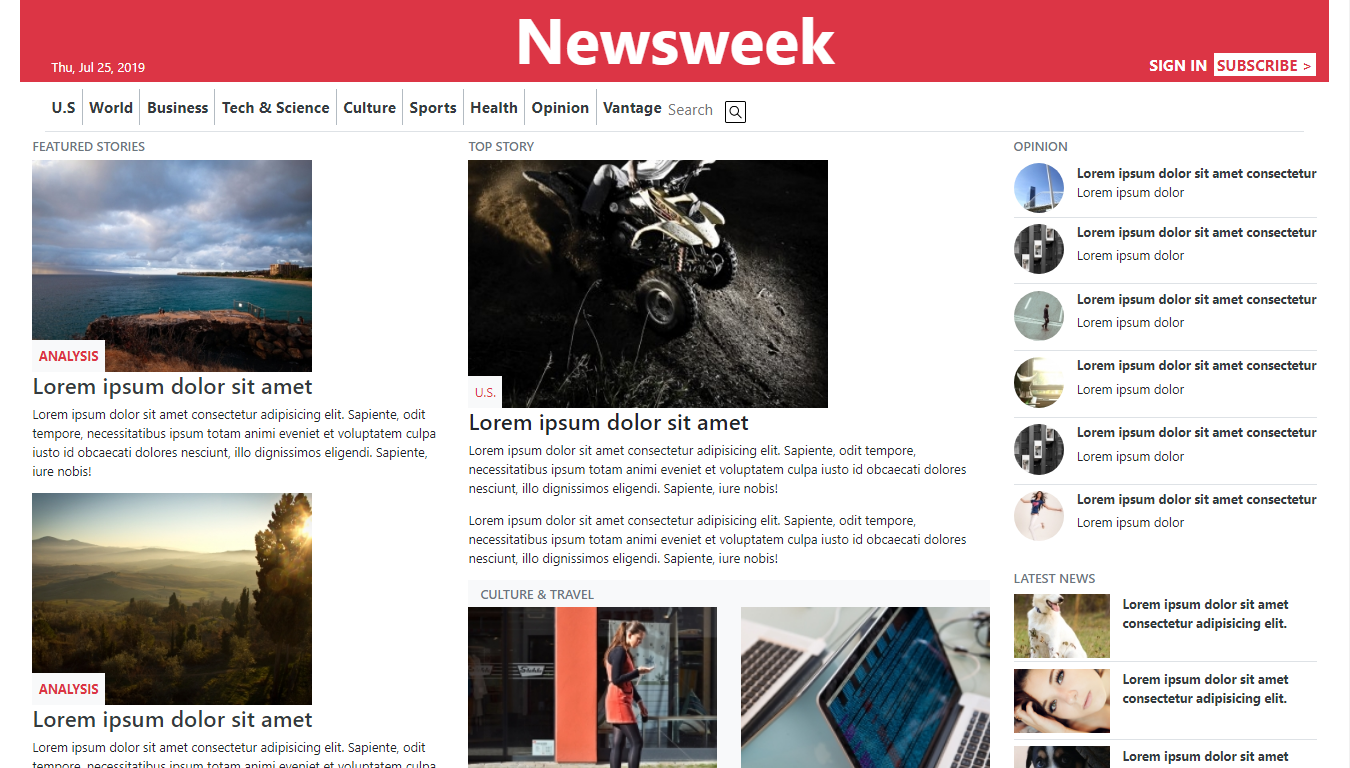 Newsweek
Thu, Jul 25, 2019
SIGN IN SUBSCRIBE >
U.S World Business Tech & Science Culture Sports Health Opinion Vantage Search
FEATURED STORIES
ANALYSIS
Lorem ipsum dolor sit amet
Lorem ipsum dolor sit amet consectetur adipisicing elit. Sapiente, odit
tempore, necessitatibus ipsum totam animi eveniet et voluptatem culpa
iusto id obcaecati dolores nesciunt, illo dignissimos eligendi. Sapiente,
iure nobis!
ANALYSIS
Lorem ipsum dolor sit amet
Lorem ipsum dolor sit amet consectetur adipisicing elit. Sapiente, odit
tempore, necessitatibus ipsum totam animi eveniet et voluptatem culpa
TOP STORY
U.S.
Lorem ipsum dolor sit amet
Lorem ipsum dolor sit amet consectetur adipisicing elit. Sapiente, odit tempore,
necessitatibus ipsum totam animi eveniet et voluptatem culpa iusto id obcaecati dolores
nesciunt, illo dignissimos eligendi. Sapiente, iure nobis!
Lorem ipsum dolor sit amet consectetur adipisicing elit. Sapiente, odit tempore,
necessitatibus ipsum totam animi eveniet et voluptatem culpa iusto id obcaecati dolores
nesciunt, illo dignissimos eligendi. Sapiente, iure nobis!
CULTURE & TRAVEL
OPINION
Lorem ipsum dolor sit amet consectetur
Lorem ipsum dolor
Lorem ipsum dolor sit amet consectetur
Lorem ipsum dolor
Lorem ipsum dolor sit amet consectetur
Lorem ipsum dolor
Lorem ipsum dolor sit amet consectetur
Lorem ipsum dolor
Lorem ipsum dolor sit amet consectetur
Lorem ipsum dolor
Lorem ipsum dolor sit amet consectetur
Lorem ipsum dolor
LATEST NEWS
Lorem ipsum dolor sit amet
consectetur adipisicing elit.
Lorem ipsum dolor sit amet
consectetur adipisicing elit.
Lorem ipsum dolor sit amet